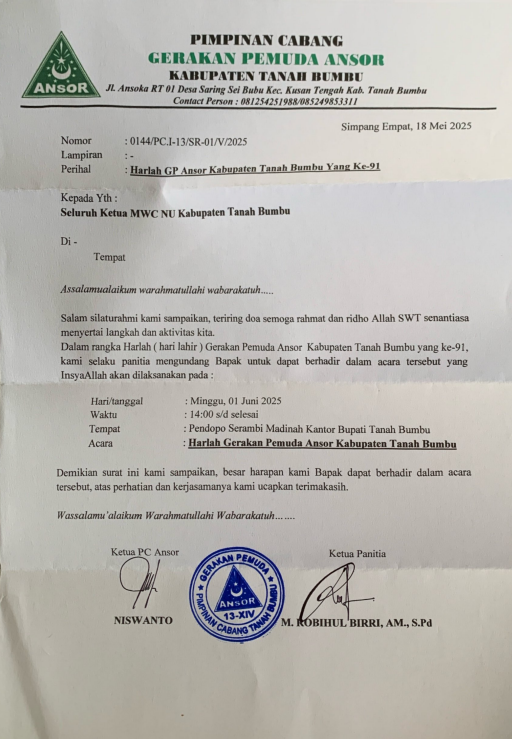 PIMPINAN CABANG
GERAKAN PEMUDA ANSOR
KABUPATEN TANAH BUMBU
Jl. Ansoka RT 01 Desa Saring Sei Bubu Kec. Kusan Tengah Kab. Tanah Bumbu
Contact Person : 081254251988/085249853311
ANSOR
Simpang Empat, 18 Mei 2025
Nomor : 0144/PC.I-13/SR-01/V/2025
Lampiran : -
Perihal : Harlah GP Ansor Kabupaten Tanah Bumbu Yang Ke-91
Kepada Yth :
Seluruh Ketua MWC NU Kabupaten Tanah Bumbu
Di -
Tempat
Assalamualaikum warahmatullahi wabarakatuh.....
Salam silaturahmi kami sampaikan, teriring doa semoga rahmat dan ridho Allah SWT senantiasa
menyertai langkah dan aktivitas kita.
Dalam rangka Harlah ( hari lahir ) Gerakan Pemuda Ansor Kabupaten Tanah Bumbu yang ke-91,
kami selaku panitia mengundang Bapak untuk dapat berhadir dalam acara tersebut yang
InsyaAllah akan dilaksanakan pada :
Hari/tanggal : Minggu, 01 Juni 2025
Waktu : 14:00 s/d selesai
Tempat : Pendopo Serambi Madinah Kantor Bupati Tanah Bumbu
Acara : Harlah Gerakan Pemuda Ansor Kabupaten Tanah Bumbu
Demikian surat ini kami sampaikan, besar harapan kami Bapak dapat berhadir dalam acara
tersebut, atas perhatian dan kerjasamanya kami ucapkan terimakasih.
Wassalamu'alaikum Warahmatullahi Wabarakatuh.......
Ketua PC Ansor
Ketua Panitia
GERAKAN PEMUDA
ANSOR
13-XIV
PIMPINAN CABANG TANAH BUMBU
NISWANTO
M. ROBIHUL BIRRI, AM., S.Pd